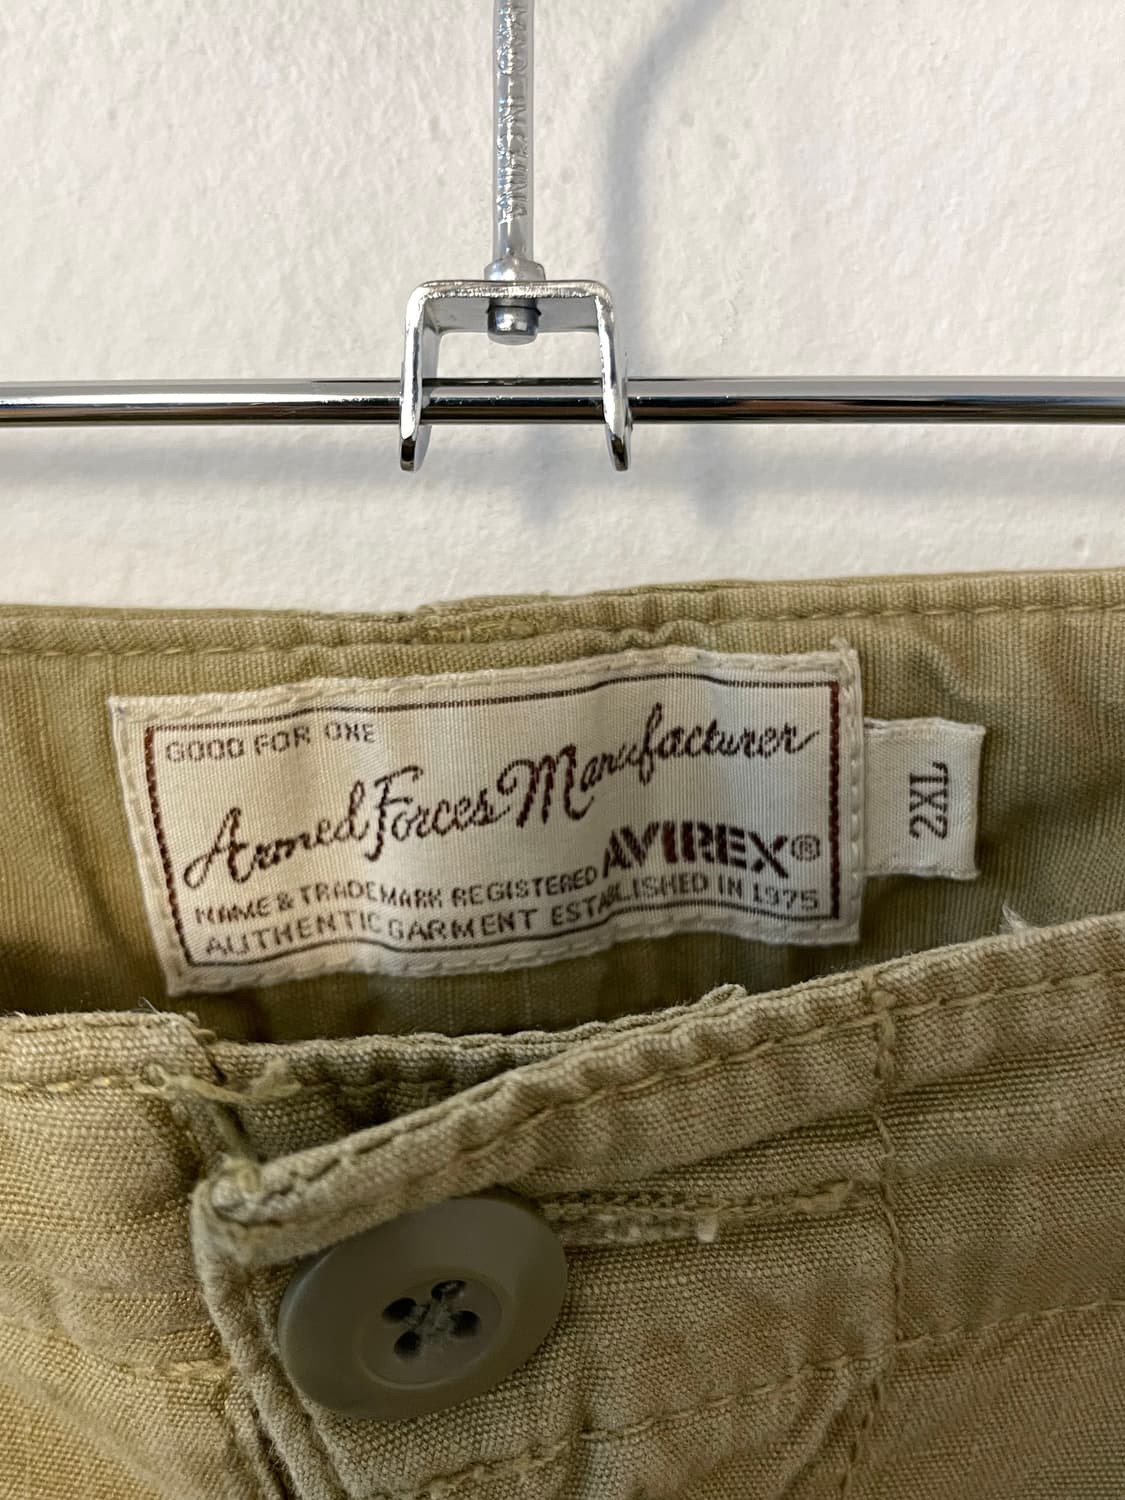 GOOD FOR ONE
Armed Forces Manufacturer
AVIREX®
NAME & TRADEMARK REGISTERED
AUTHENTIC GARMENT ESTABLISHED IN 1975
2XL